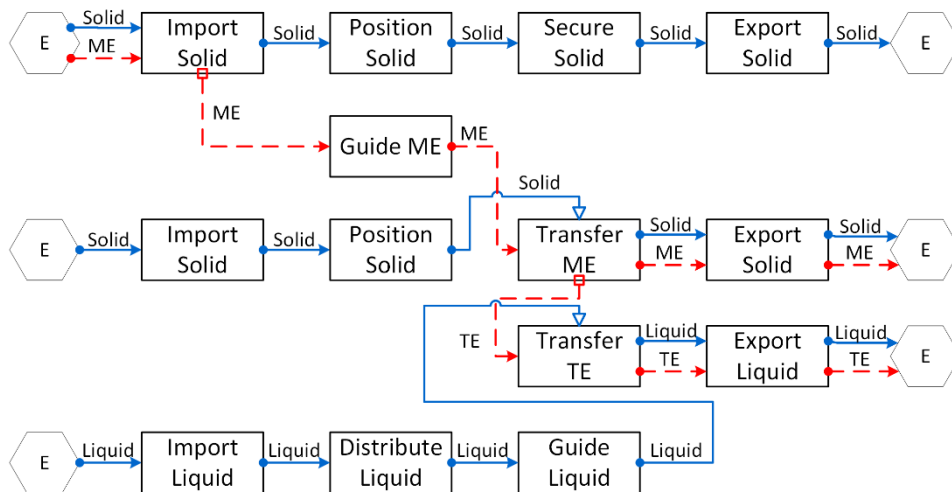 Solid
ME
E
Import
Solid
Solid
Position
Solid
Solid
Secure
Solid
Solid
Export
Solid
Solid
E
ME
Guide ME
ME
Solid
E
Solid
Import
Solid
Solid
Position
Solid
Transfer
ME
Solid
ME
Export
Solid
Solid
ME
E
TE
Transfer
TE
Liquid
TE
Export
Liquid
Liquid
TE
E
E
Liquid
Import
Liquid
Liquid
Distribute
Liquid
Liquid
Guide
Liquid
Liquid